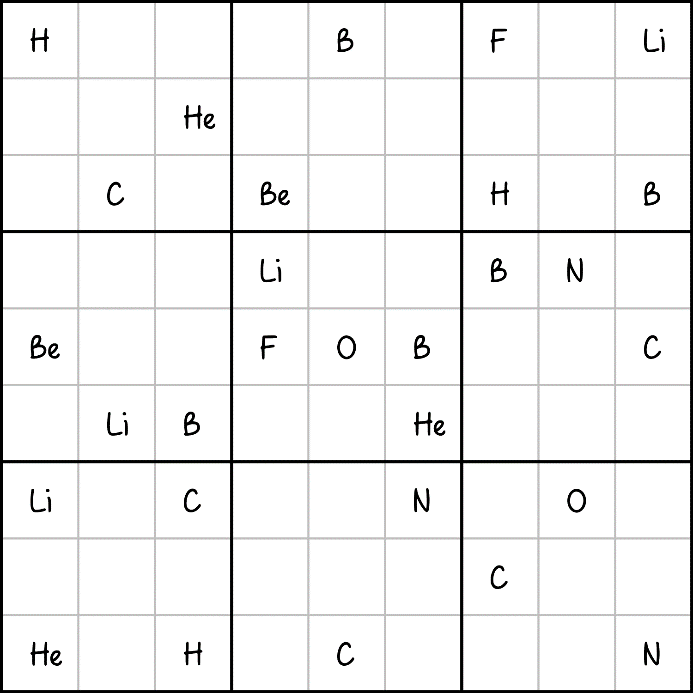 H B F Li
He
C Be H B
Li B N
Be F O B C
Li B He
Li C N O
C
He H C N